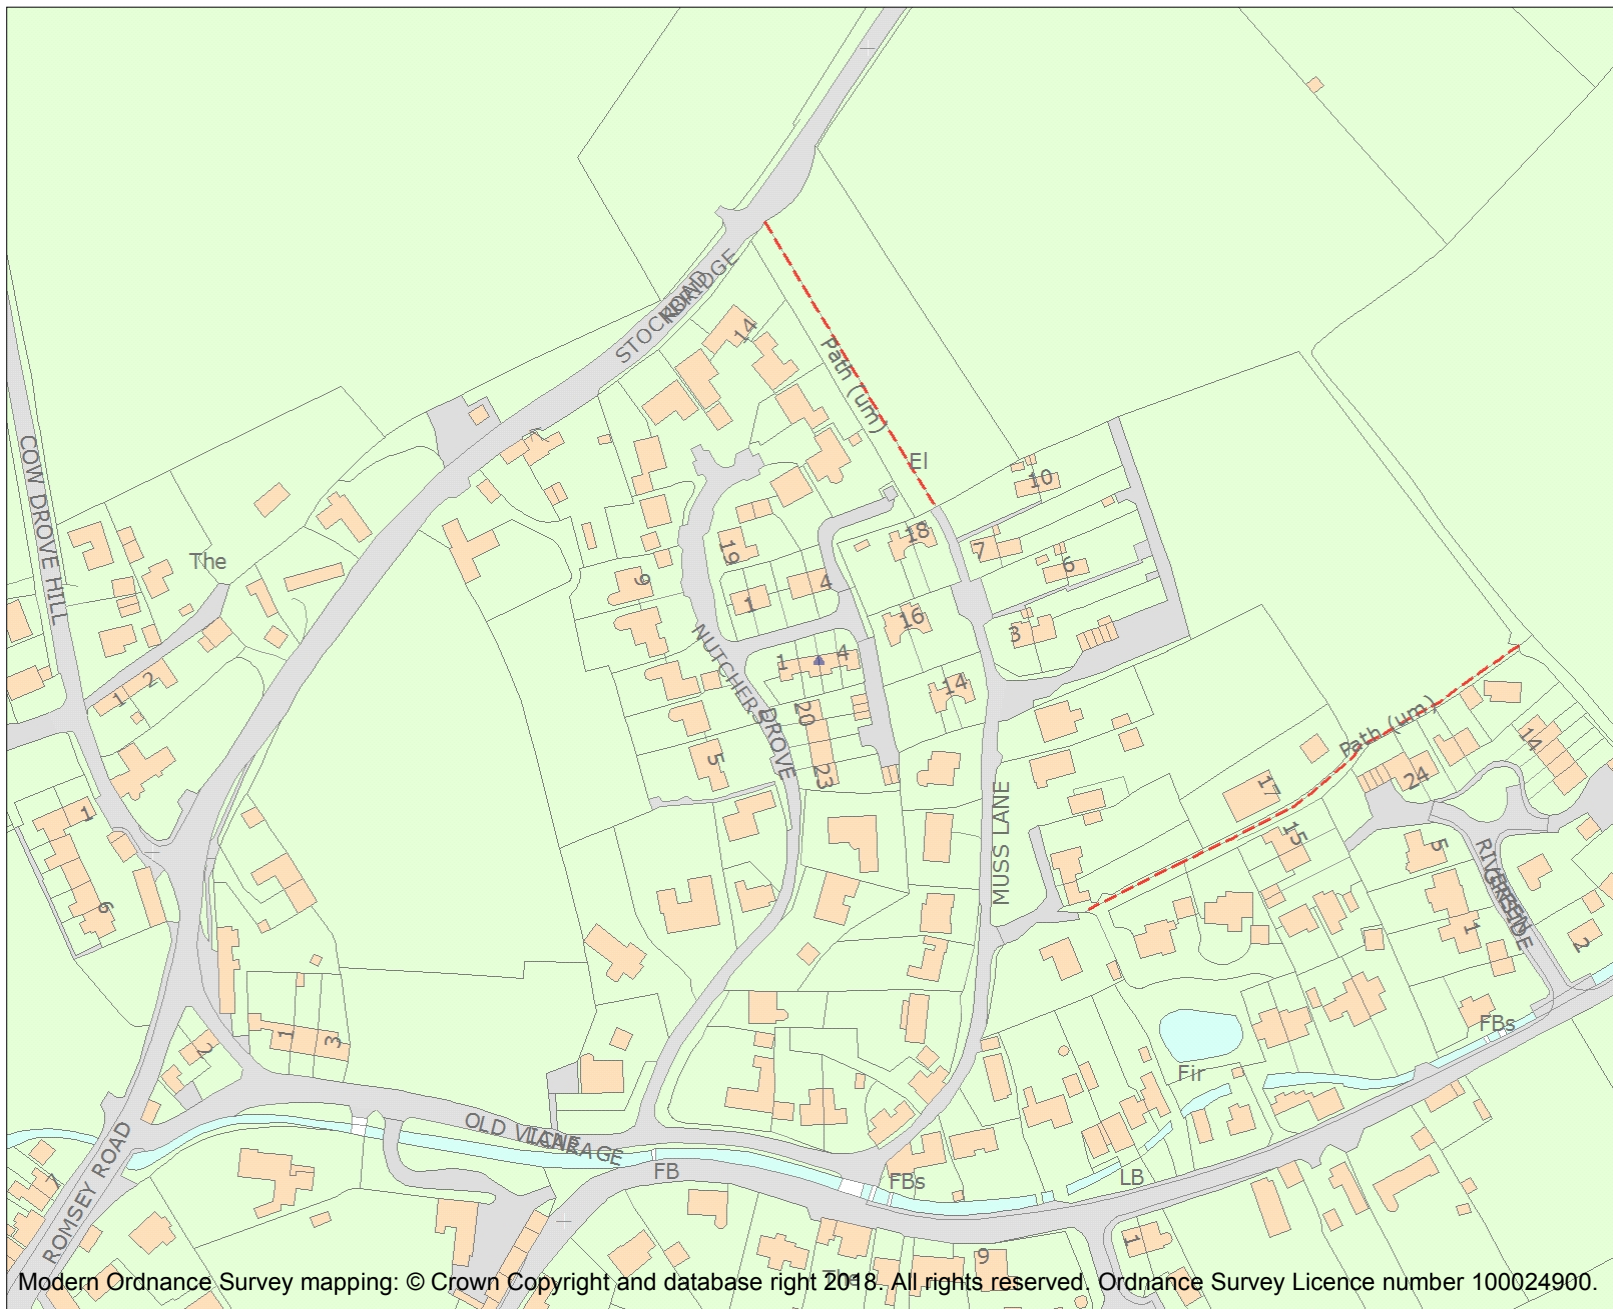 STOCKBRIDGE
ROAD
14
Path (um)
El
10
COW DROVE HILL
18
19
7
The
6
9
4
1
16
3
NUTCHERS
DROVE
1
4
2
1
14
20
Path (um)
5
14
23
24
17
MUSS LANE
1
15
5
RIVERSIDE
GREEN
6
1
2
1
3
2
FBs
Fir
OLD VICARAGE
LANE
ROMSEY ROAD
7
FB
FBs
LB
1
9
The
Modern Ordnance Survey mapping: © Crown Copyright and database right 2018. All rights reserved. Ordnance Survey Licence number 100024900.